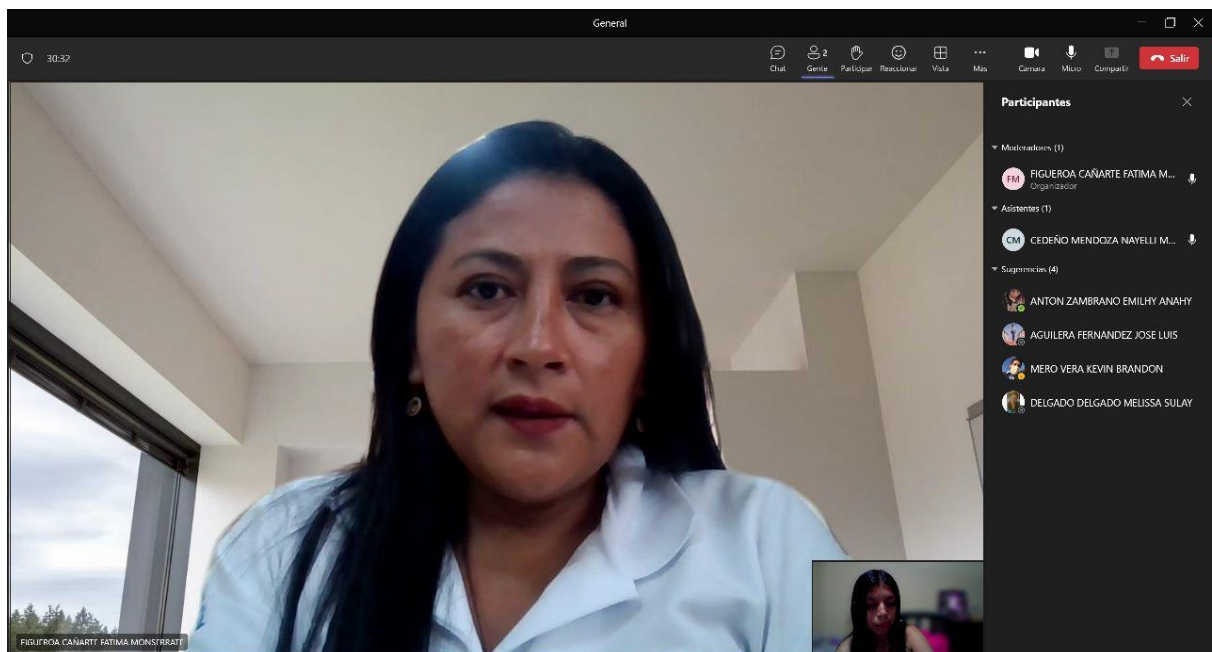 General
30:32
Chat
Gente
2
Participar
Reaccionar
Vista
Más
Cámara
Micro
Compartir
Salir
Participantes
Moderadores (1)
FM
FIGUEROA CAÑARTE FATIMA M...
Organizador
Asistentes (1)
CM
CEDEÑO MENDOZA NAYELLI M...
Sugerencias (4)
ANTON ZAMBRANO EMILHY ANAHY
AGUILERA FERNANDEZ JOSE LUIS
MERO VERA KEVIN BRANDON
DELGADO DELGADO MELISSA SULAY
FIGUEROA CAÑARTE FATIMA MONSERRATE